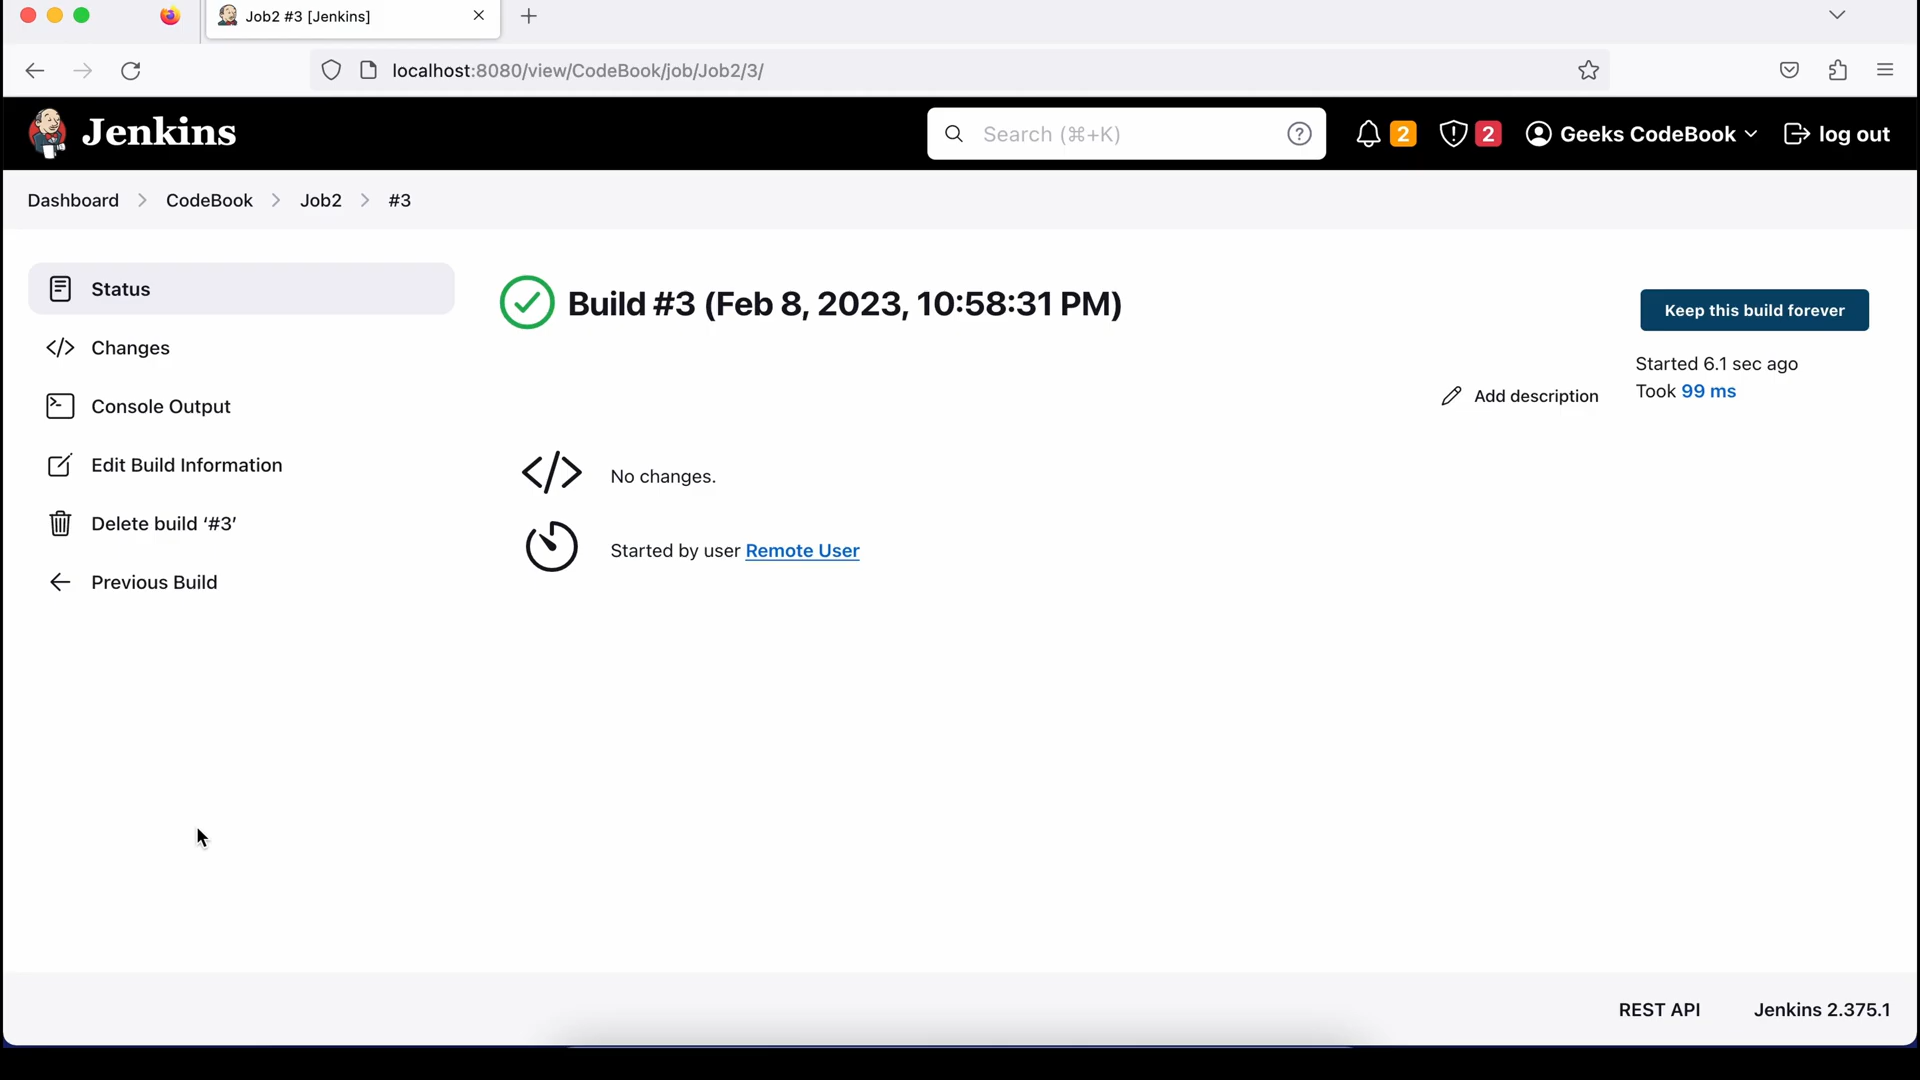 Job2 #3 [Jenkins]
localhost:8080/view/CodeBook/job/Job2/3/
Jenkins
Search (⌘+K)
2
2
Geeks CodeBook
log out
Dashboard
CodeBook
Job2
#3
Status
Changes
Console Output
Edit Build Information
Delete build ‘#3’
Previous Build
Build #3 (Feb 8, 2023, 10:58:31 PM)
Keep this build forever
Started 6.1 sec ago
Took 99 ms
Add description
No changes.
Started by user Remote User
REST API
Jenkins 2.375.1